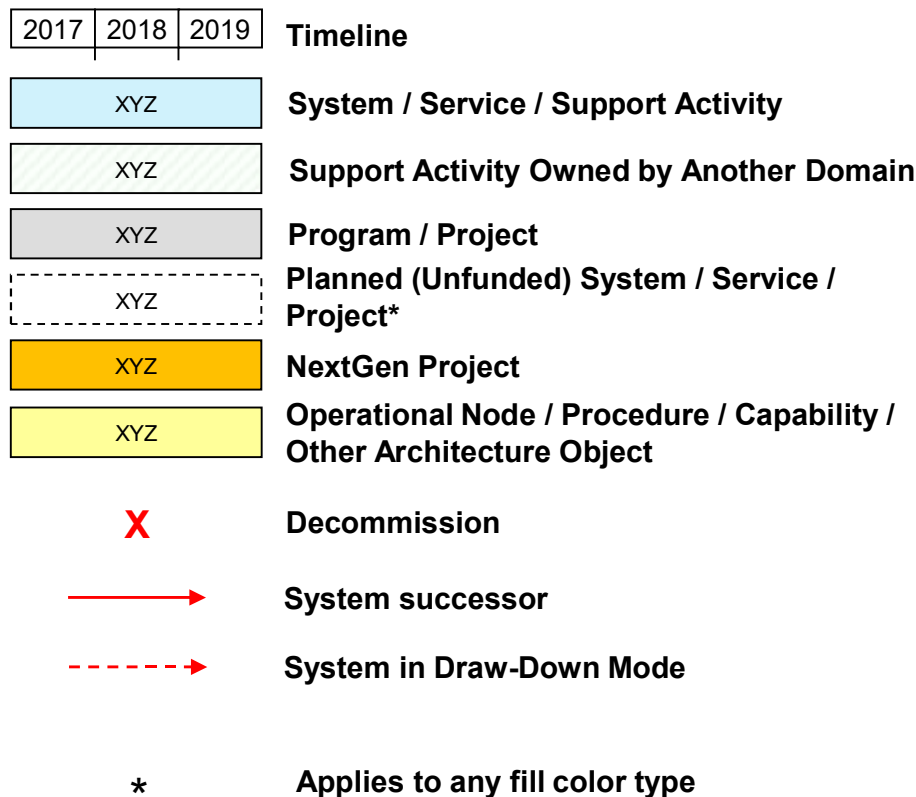 2017 2018 2019 Timeline
XYZ System / Service / Support Activity
XYZ Support Activity Owned by Another Domain
XYZ Program / Project
XYZ Planned (Unfunded) System / Service /
Project*
XYZ NextGen Project
XYZ Operational Node / Procedure / Capability /
Other Architecture Object
X Decommission
System successor
System in Draw-Down Mode
* Applies to any fill color type